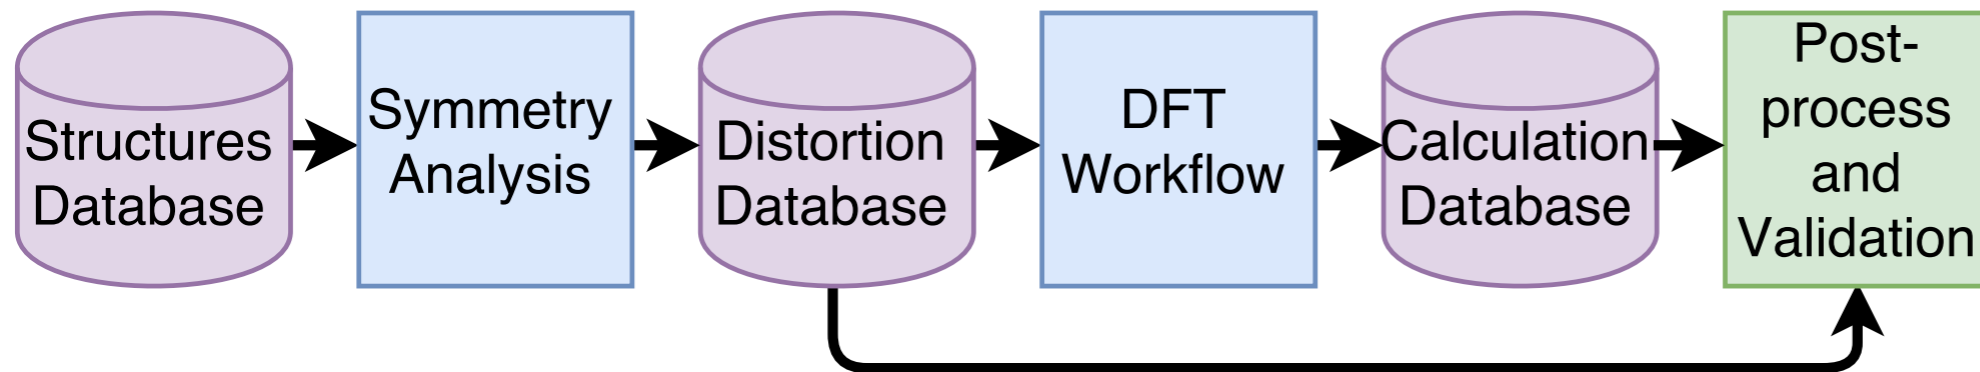 Structures
Database
Symmetry
Analysis
Distortion
Database
DFT
Workflow
Calculation
Database
Post-
process
and
Validation